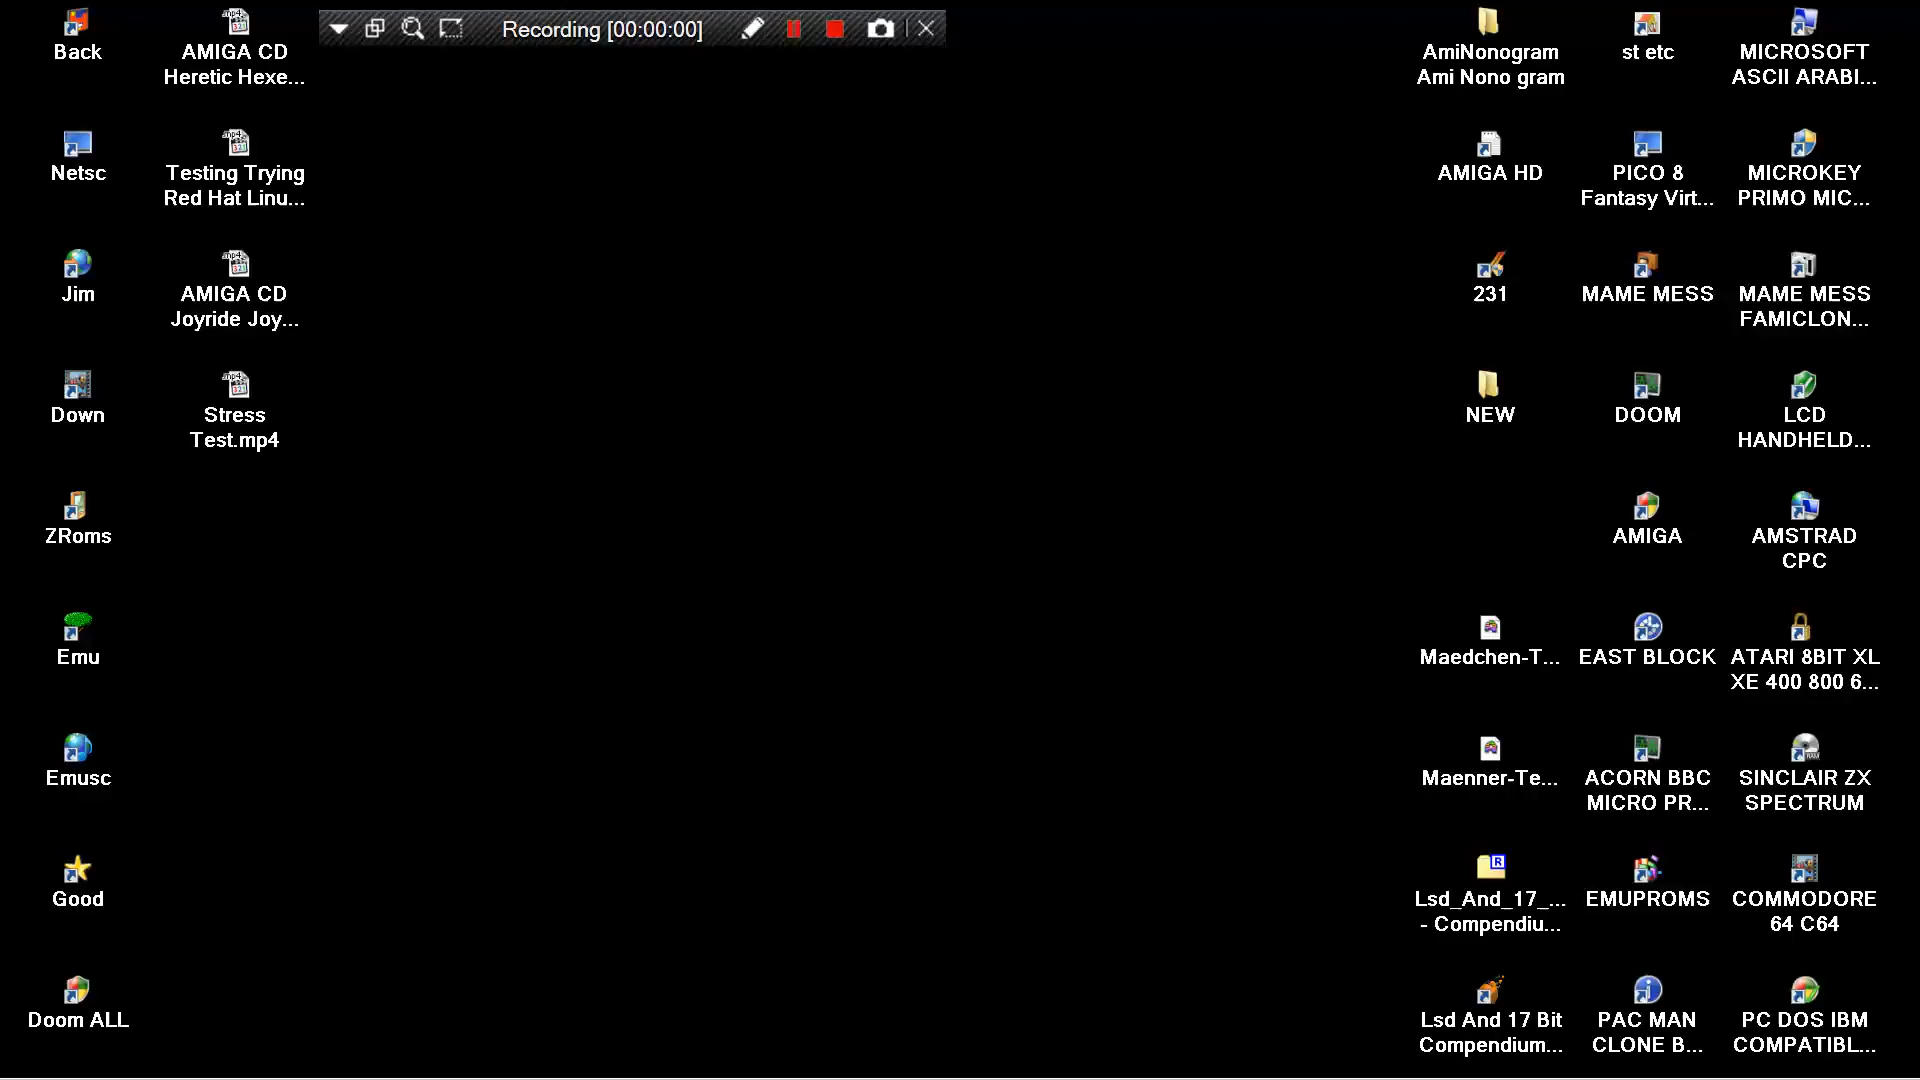 Back
AMIGA CD
Heretic Hexe...
Recording [00:00:00]
AmiNonogram
Ami Nono gram
st etc
MICROSOFT
ASCII ARABI...
Netsc
Testing Trying
Red Hat Linu...
AMIGA HD
PICO 8
Fantasy Virt...
MICROKEY
PRIMO MIC...
Jim
AMIGA CD
Joyride Joy...
231
MAME MESS
MAME MESS
FAMICLON...
Down
Stress
Test.mp4
NEW
DOOM
LCD
HANDHELD...
ZRoms
AMIGA
AMSTRAD
CPC
Emu
Maedchen-T...
EAST BLOCK
ATARI 8BIT XL
XE 400 800 6...
Emusc
Maenner-Te...
ACORN BBC
MICRO PR...
SINCLAIR ZX
SPECTRUM
Good
Lsd_And_17_...
- Compendiu...
EMUPROMS
COMMODORE
64 C64
Doom ALL
Lsd And 17 Bit
Compendium...
PAC MAN
CLONE B...
PC DOS IBM
COMPATIBL...